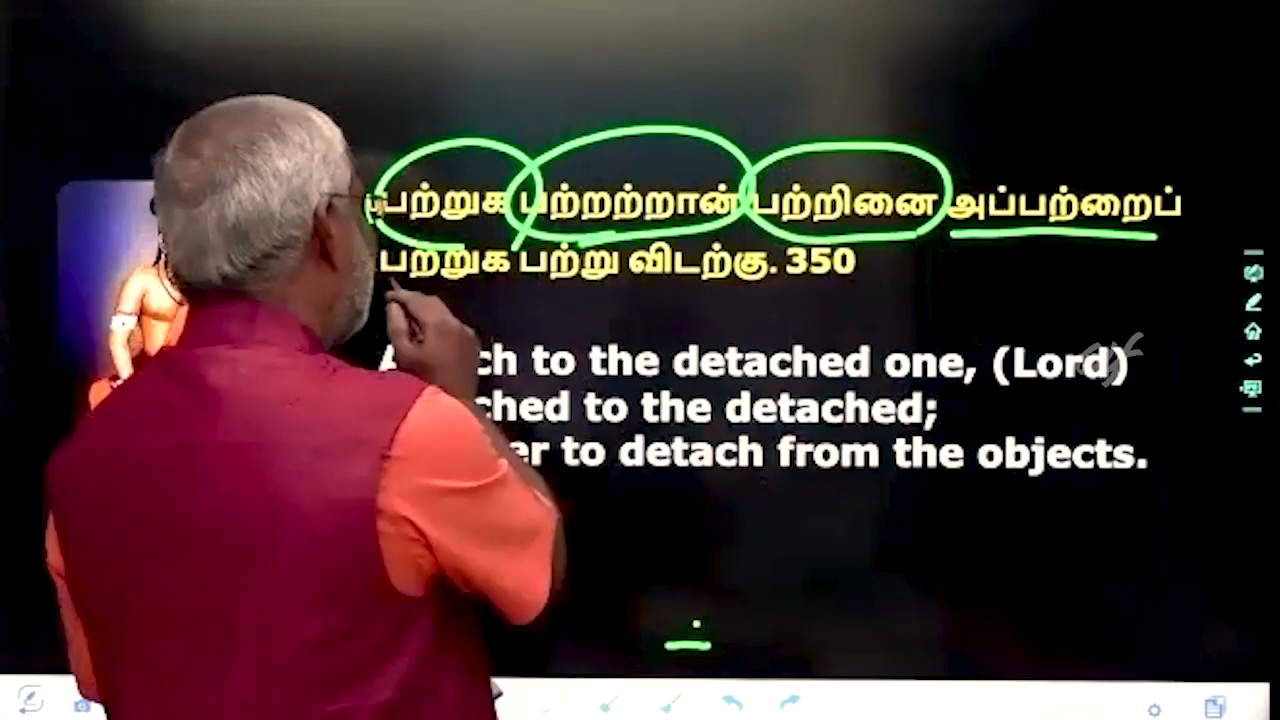 பற்றுக பற்றற்றான் பற்றினை அப்பற்றைப்
பற்றுக பற்று விடற்கு. 350
to the detached one, (Lord)
to the detached;
to detach from the objects.